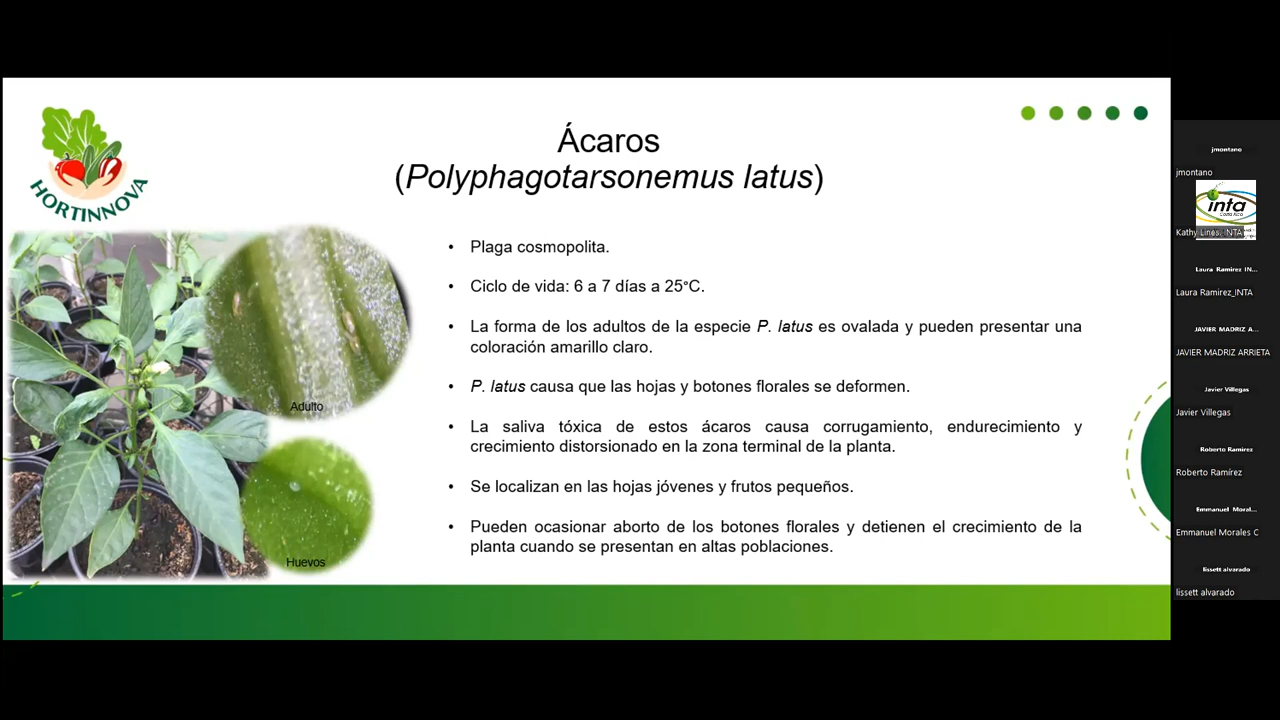 HORTINNOVA
Ácaros
(Polyphagotarsonemus latus)
• Plaga cosmopolita.
• Ciclo de vida: 6 a 7 días a 25°C.
• La forma de los adultos de la especie P. latus es ovalada y pueden presentar una
coloración amarillo claro.
• P. latus causa que las hojas y botones florales se deformen.
• La saliva tóxica de estos ácaros causa corrugamiento, endurecimiento y
crecimiento distorsionado en la zona terminal de la planta.
• Se localizan en las hojas jóvenes y frutos pequeños.
• Pueden ocasionar aborto de los botones florales y detienen el crecimiento de la
planta cuando se presentan en altas poblaciones.
Adulto
Huevos
jmontano
jmontano
inta
Costa Rica
Kathy Lines, INTA
Laura Ramirez IN...
Laura Ramirez_INTA
JAVIER MADRIZ A...
JAVIER MADRIZ ARRIETA
Javier Villegas
Javier Villegas
Roberto Ramírez
Roberto Ramírez
Emmanuel Moral...
Emmanuel Morales C
lissett alvarado
lissett alvarado